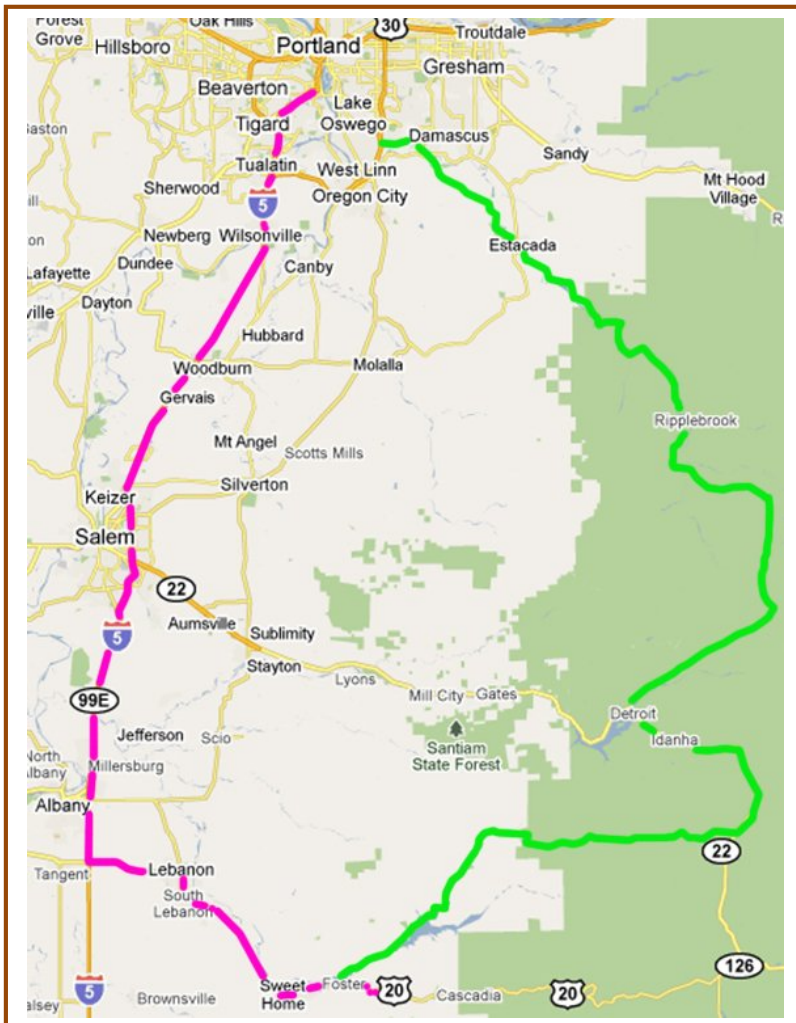 Forest
Grove
Oak Hills
30
Troutdale
Hillsboro
Portland
Gresham
Beaverton
Lake
Oswego
Gaston
Tigard
Damascus
Tualatin
Sandy
West Linn
Sherwood
Mt Hood
Village
Oregon City
5
Newberg
Wilsonville
Estacada
Dundee
Canby
Lafayette
Dayton
ville
Hubbard
Woodburn
Molalla
Gervais
Ripplebrook
Mt Angel
Scotts Mills
Silverton
Keizer
Salem
22
Aumsville
Sublimity
5
Stayton
Lyons
Mill City
Gates
99E
Detroit
Jefferson
Scio
Idanha
Santiam
State Forest
North
Albany
Millersburg
Albany
22
Lebanon
Tangent
South
Lebanon
126
Sweet
Home
Foster
20
Cascadia
20
5
Brownsville
alsey